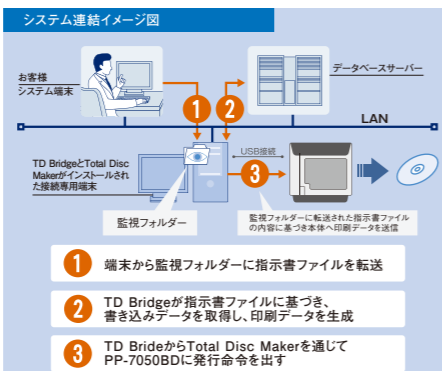 システム連結イメージ図
お客様
システム端末
データベースサーバー
1
2
LAN
TD BridgeとTotal Disc
Makerがインストールされ
た接続専用端末
USB接続
3
監視フォルダー
監視フォルダーに転送された指示書ファイル
の内容に基づき本体へ印刷データを送信
1 端末から監視フォルダーに指示書ファイルを転送
2 TD Bridgeが指示書ファイルに基づき、
書き込みデータを取得し、印刷データを生成
3 TD BrideからTotal Disc Makerを通じて
PP-7050BDに発行命令を出す